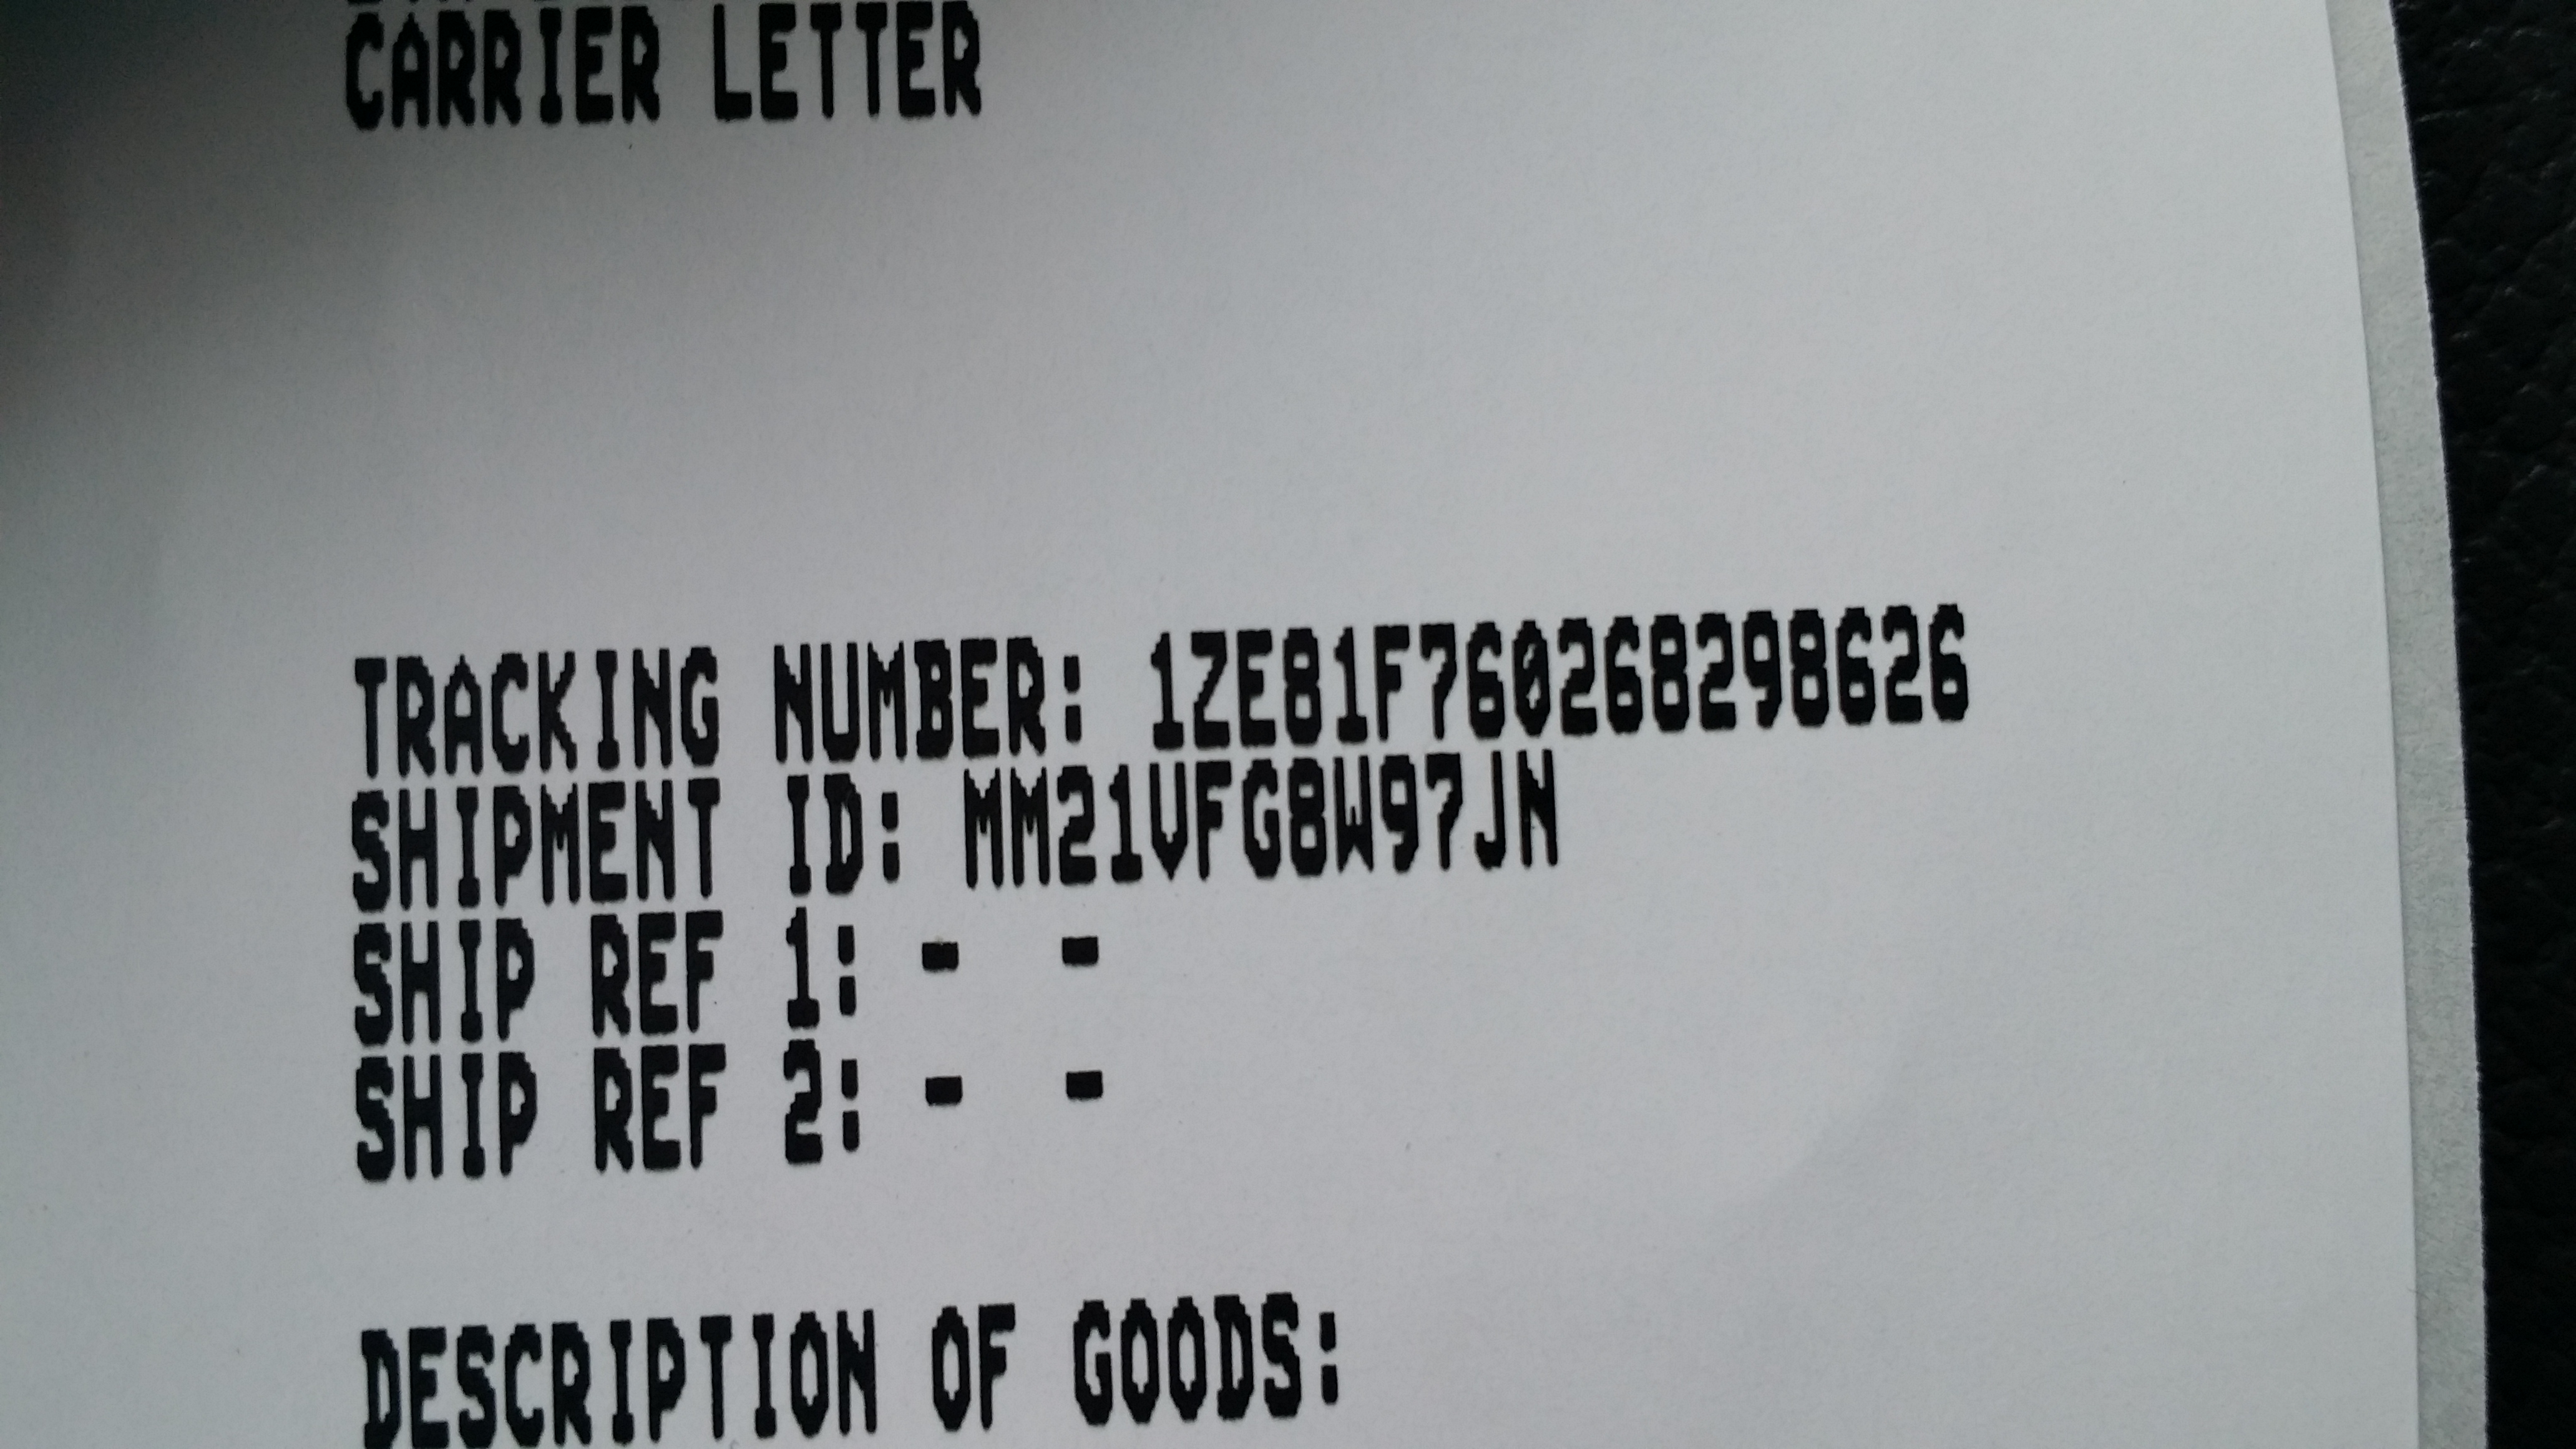 CARRIER LETTER
TRACKING NUMBER: 1ZE81F760268298626
SHIPMENT ID: MM21VFG8W97JN
SHIP REF 1: - -
SHIP REF 2: - -
DESCRIPTION OF GOODS: